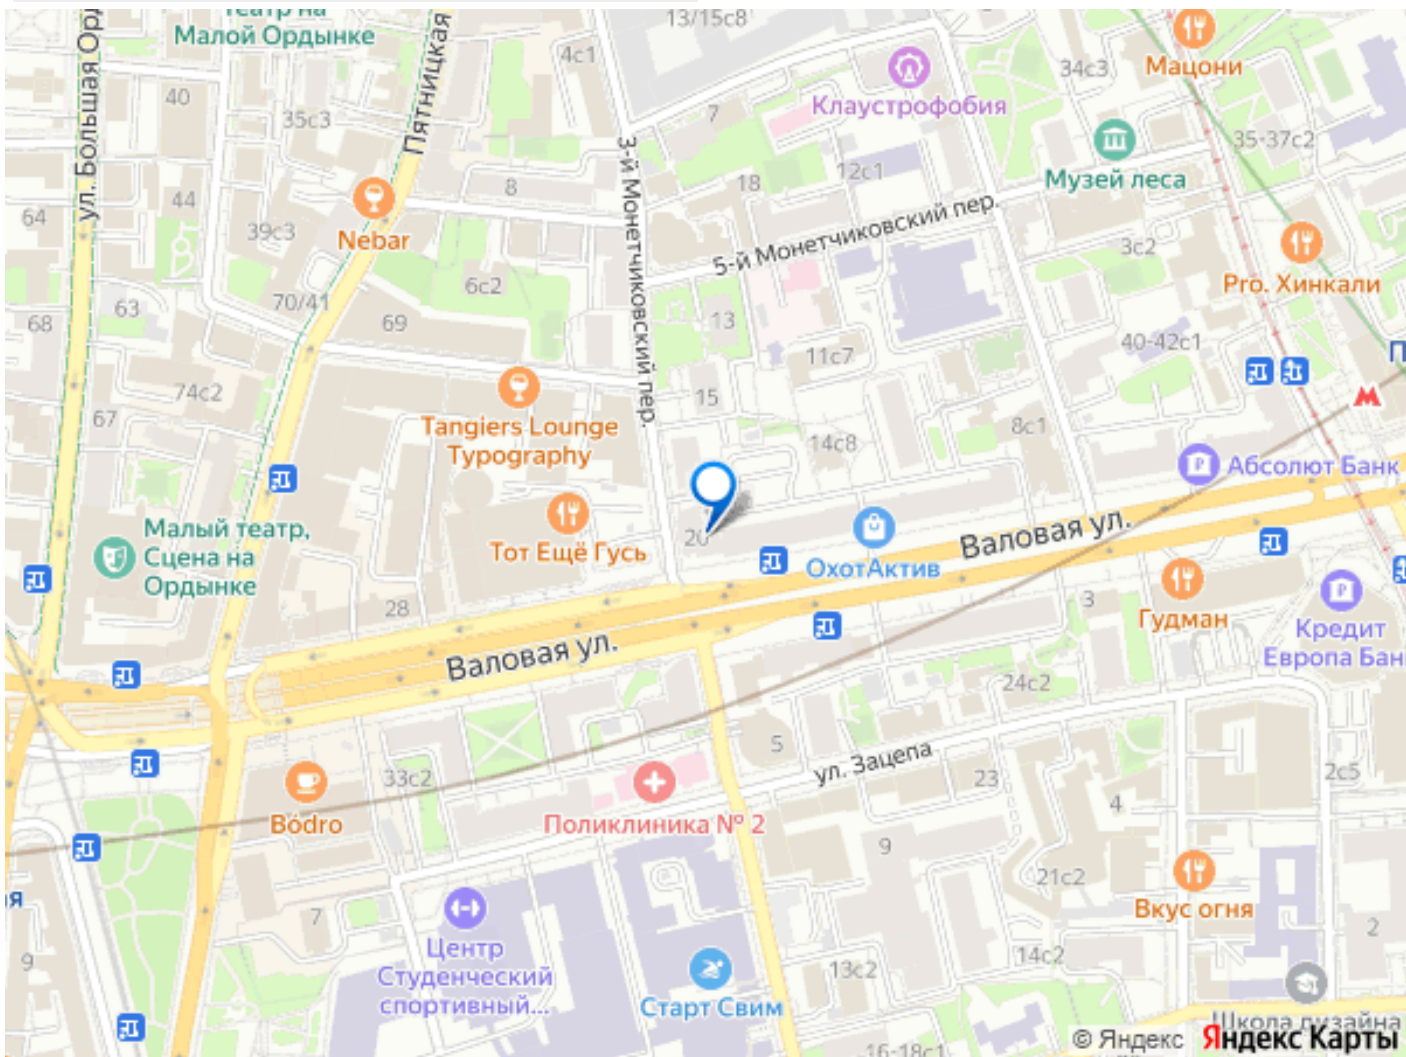 Театр на
Малой Ордынке
13/15с8
4с1
40
35с3
ул. Большая Орд
Пятницкая
Клаустрофобия
34с3
Мацони
7
35-37с2
Музей леса
12с1
18
8
44
64
39с3
Nebar
3-й Монетчиковский пер.
5-й Монетчиковский пер.
3с2
Pro. Хинкали
6с2
70/41
63
68
69
13
11с7
40-42с1
П
74с2
67
15
Tangiers Lounge
Typography
14с8
8с1
Абсолют Банк
Малый театр,
Сцена на
Ордынке
Тот Ещё Гусь
20
ОхотАктив
Валовая ул.
28
3
Гудман
Кредит
Европа Бан
Валовая ул.
24с2
5
ул. Зацепа
33с2
23
2с5
Bödro
Поликлиника № 2
4
9
21с2
Вкус огня
я
7
Центр
Студенческий
спортивный...
9
2
14с2
13с2
Старт Свим
Школа дизайна
16-18с1
© Яндекс Яндекс Карты